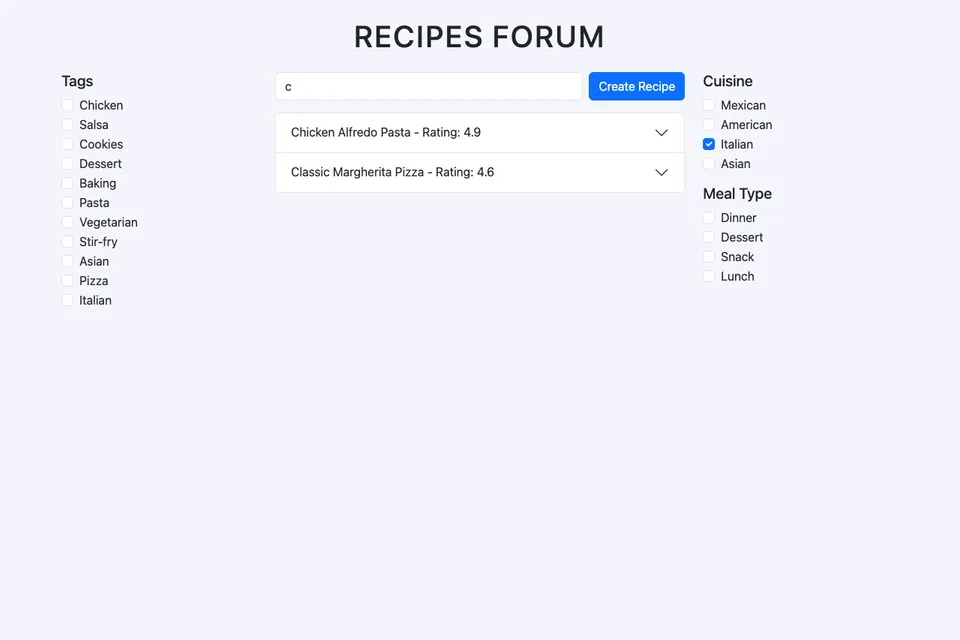 RECIPES FORUM
Tags
Chicken
Salsa
Cookies
Dessert
Baking
Pasta
Vegetarian
Stir-fry
Asian
Pizza
Italian
c
Create Recipe
Chicken Alfredo Pasta - Rating: 4.9
Classic Margherita Pizza - Rating: 4.6
Cuisine
Mexican
American
Italian
Asian
Meal Type
Dinner
Dessert
Snack
Lunch